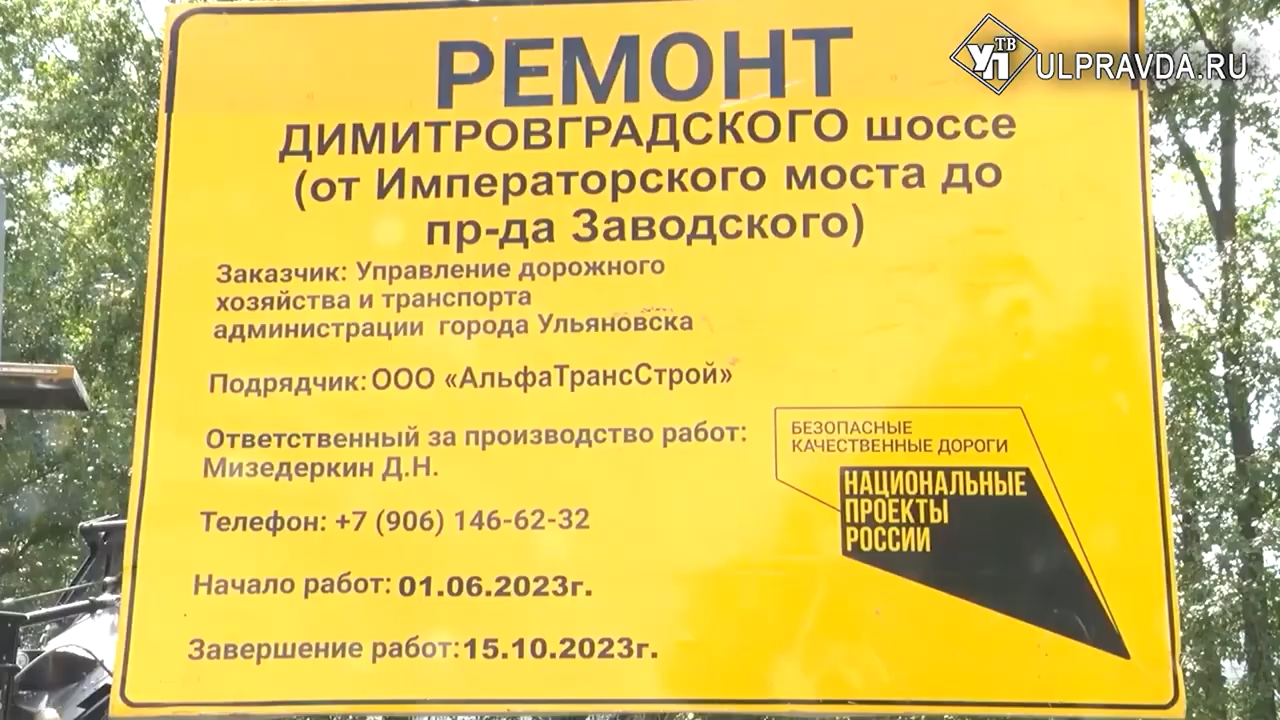 УП ТВ ULPRAVDA.RU
РЕМОНТ
ДИМИТРОВГРАДСКОГО шоссе
(от Императорского моста до
пр-да Заводского)
Заказчик: Управление дорожного
хозяйства и транспорта
администрации города Ульяновска
Подрядчик: ООО «АльфаТрансСтрой»
Ответственный за производство работ:
Мизедеркин Д.Н.
Телефон: +7 (906) 146-62-32
Начало работ: 01.06.2023г.
Завершение работ: 15.10.2023г.
БЕЗОПАСНЫЕ
КАЧЕСТВЕННЫЕ ДОРОГИ
НАЦИОНАЛЬНЫЕ
ПРОЕКТЫ
РОССИИ